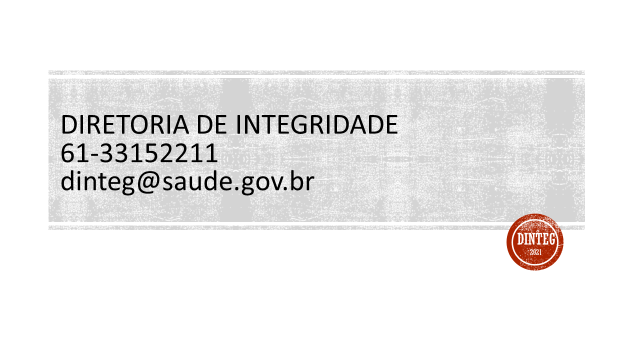 DIRETORIA DE INTEGRIDADE
61-33152211
dinteg@saude.gov.br
DINTEG
2021